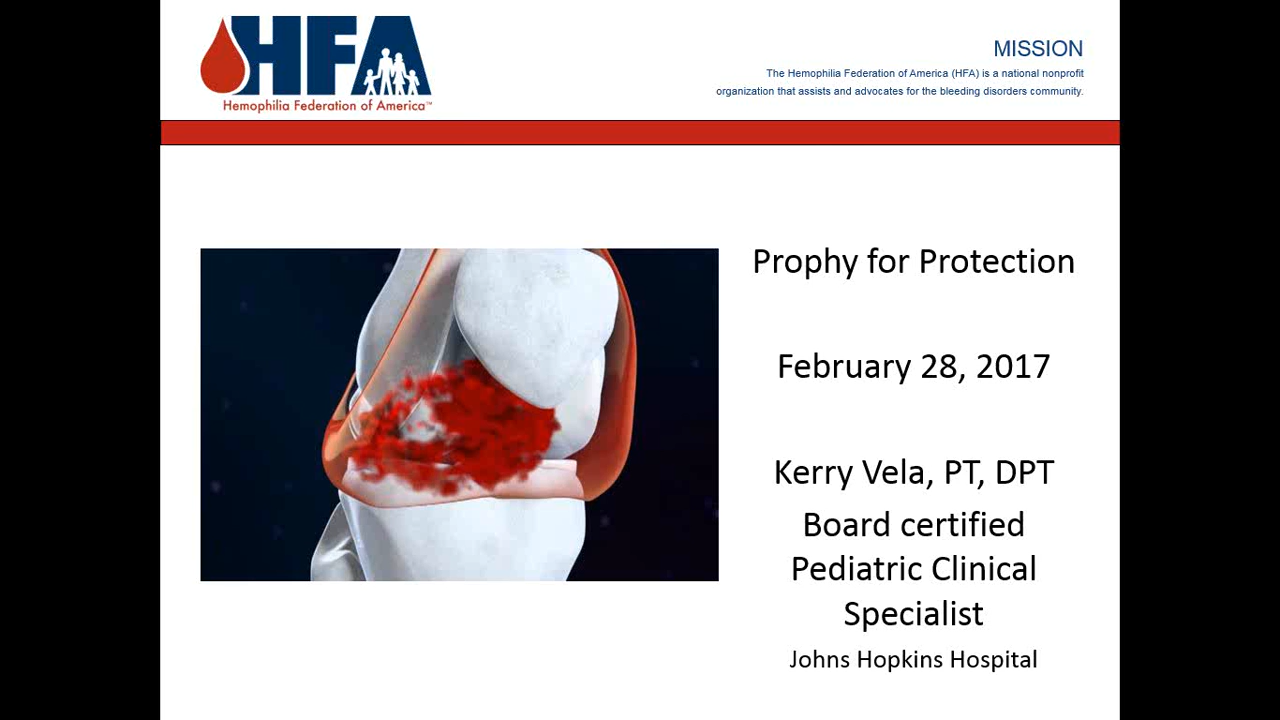 HFA
Hemophilia Federation of America™
MISSION
The Hemophilia Federation of America (HFA) is a national nonprofit
organization that assists and advocates for the bleeding disorders community.
Prophy for Protection
February 28, 2017
Kerry Vela, PT, DPT
Board certified
Pediatric Clinical
Specialist
Johns Hopkins Hospital